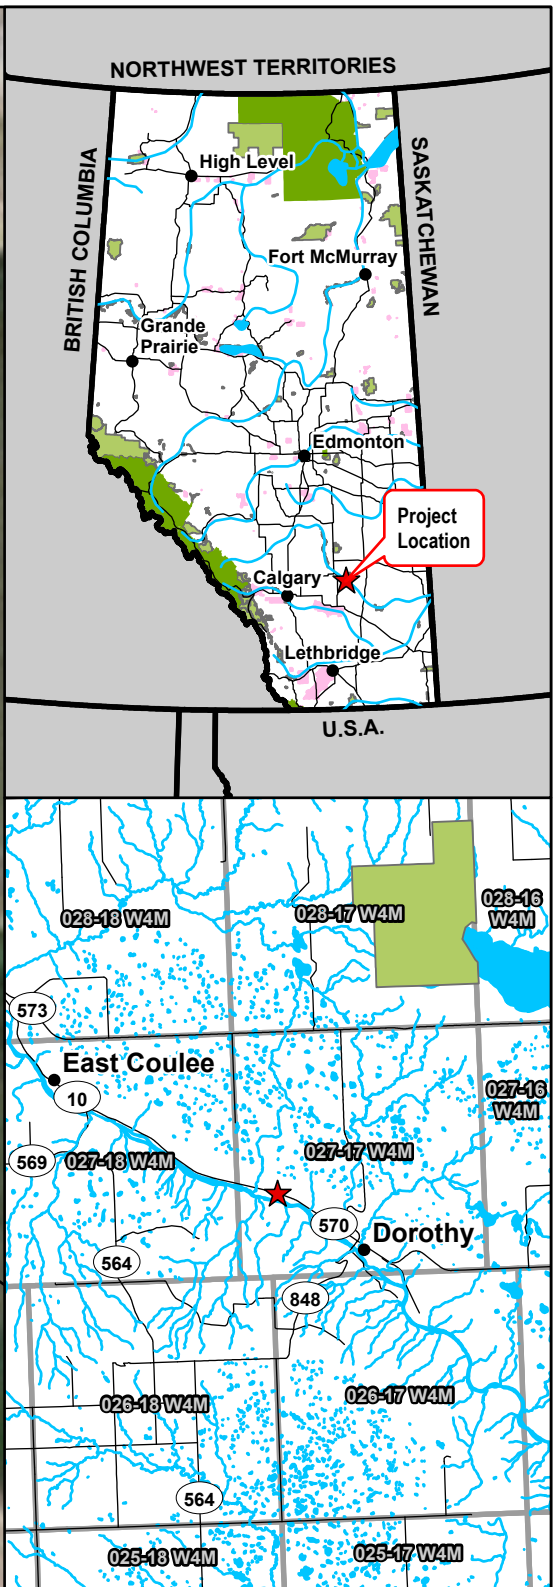 NORTHWEST TERRITORIES
BRITISH COLUMBIA
SASKATCHEWAN
High Level
Fort McMurray
Grande
Prairie
Edmonton
Project
Location
Calgary
Lethbridge
U.S.A.
028-18 W4M
028-17 W4M
028-16
W4M
573
East Coulee
10
027-16
W4M
569
027-18 W4M
027-17 W4M
570
Dorothy
564
848
026-18 W4M
026-17 W4M
564
025-18 W4M
025-17 W4M